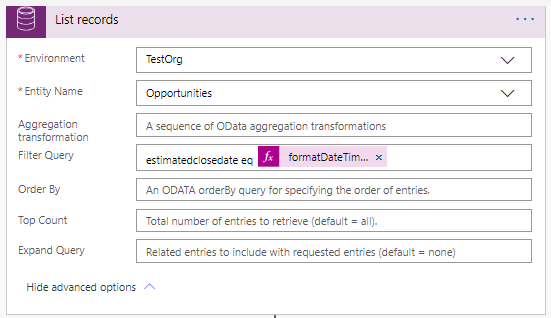 List records
* Environment TestOrg
* Entity Name Opportunities
Aggregation A sequence of OData aggregation transformations
transformation
Filter Query estimatedclosedate eq fx formatDateTim... ×
Order By An ODATA orderBy query for specifying the order of entries.
Top Count Total number of entries to retrieve (default = all).
Expand Query Related entries to include with requested entries (default = none)
Hide advanced options